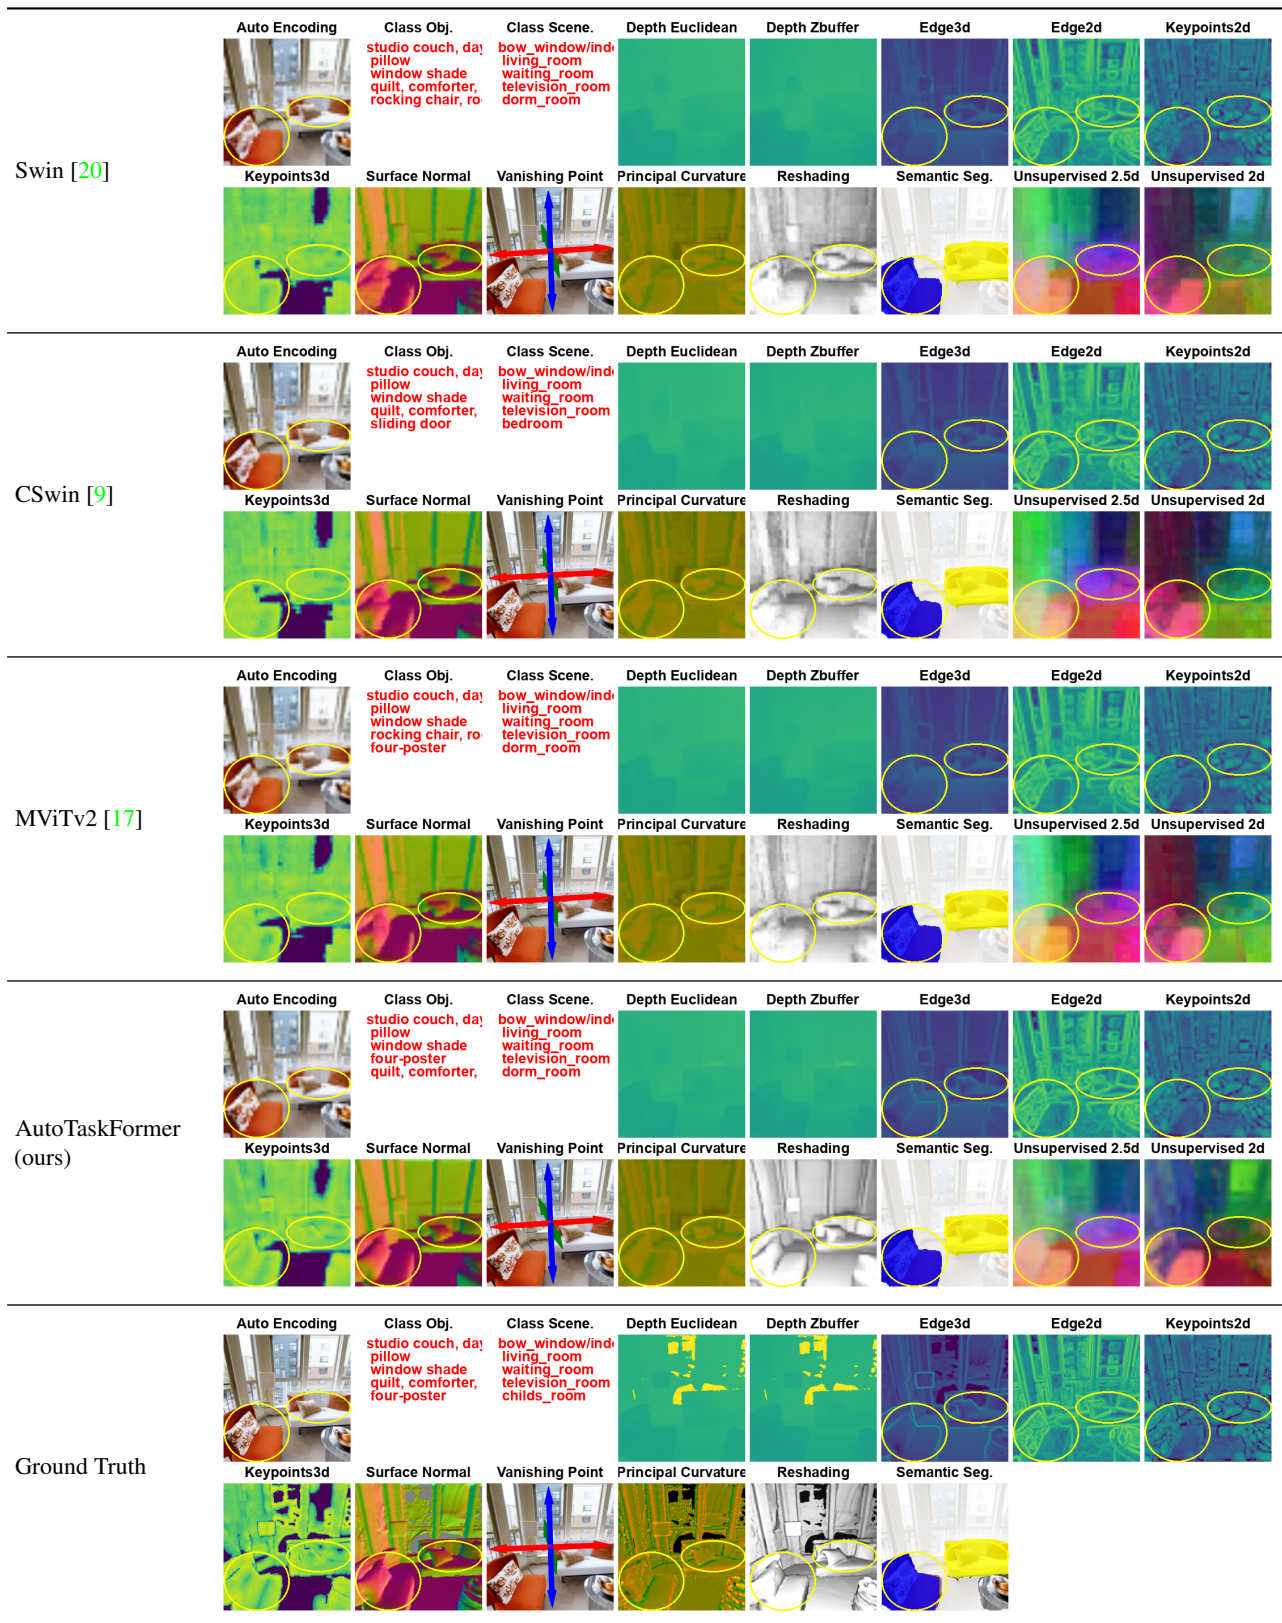 Auto Encoding Class Obj. Class Scene. Depth Euclidean Depth Zbuffer Edge3d Edge2d Keypoints2d
studio couch, day bow_window/indo
pillow living_room
window shade waiting_room
quilt, comforter, television_room
rocking chair, ro dorm_room
Swin [20]
Keypoints3d Surface Normal Vanishing Point Principal Curvature Reshading Semantic Seg. Unsupervised 2.5d Unsupervised 2d
Auto Encoding Class Obj. Class Scene. Depth Euclidean Depth Zbuffer Edge3d Edge2d Keypoints2d
studio couch, day bow_window/indo
pillow living_room
window shade waiting_room
quilt, comforter, television_room
sliding door bedroom
CSwin [9]
Keypoints3d Surface Normal Vanishing Point Principal Curvature Reshading Semantic Seg. Unsupervised 2.5d Unsupervised 2d
Auto Encoding Class Obj. Class Scene. Depth Euclidean Depth Zbuffer Edge3d Edge2d Keypoints2d
studio couch, day bow_window/indo
pillow living_room
window shade waiting_room
rocking chair, ro television_room
four-poster dorm_room
MViTv2 [17]
Keypoints3d Surface Normal Vanishing Point Principal Curvature Reshading Semantic Seg. Unsupervised 2.5d Unsupervised 2d
Auto Encoding Class Obj. Class Scene. Depth Euclidean Depth Zbuffer Edge3d Edge2d Keypoints2d
studio couch, day bow_window/indo
pillow living_room
window shade waiting_room
four-poster television_room
quilt, comforter, dorm_room
AutoTaskFormer
(ours)
Keypoints3d Surface Normal Vanishing Point Principal Curvature Reshading Semantic Seg. Unsupervised 2.5d Unsupervised 2d
Auto Encoding Class Obj. Class Scene. Depth Euclidean Depth Zbuffer Edge3d Edge2d Keypoints2d
studio couch, day bow_window/indo
pillow living_room
window shade waiting_room
quilt, comforter, television_room
four-poster childs_room
Ground Truth
Keypoints3d Surface Normal Vanishing Point Principal Curvature Reshading Semantic Seg.